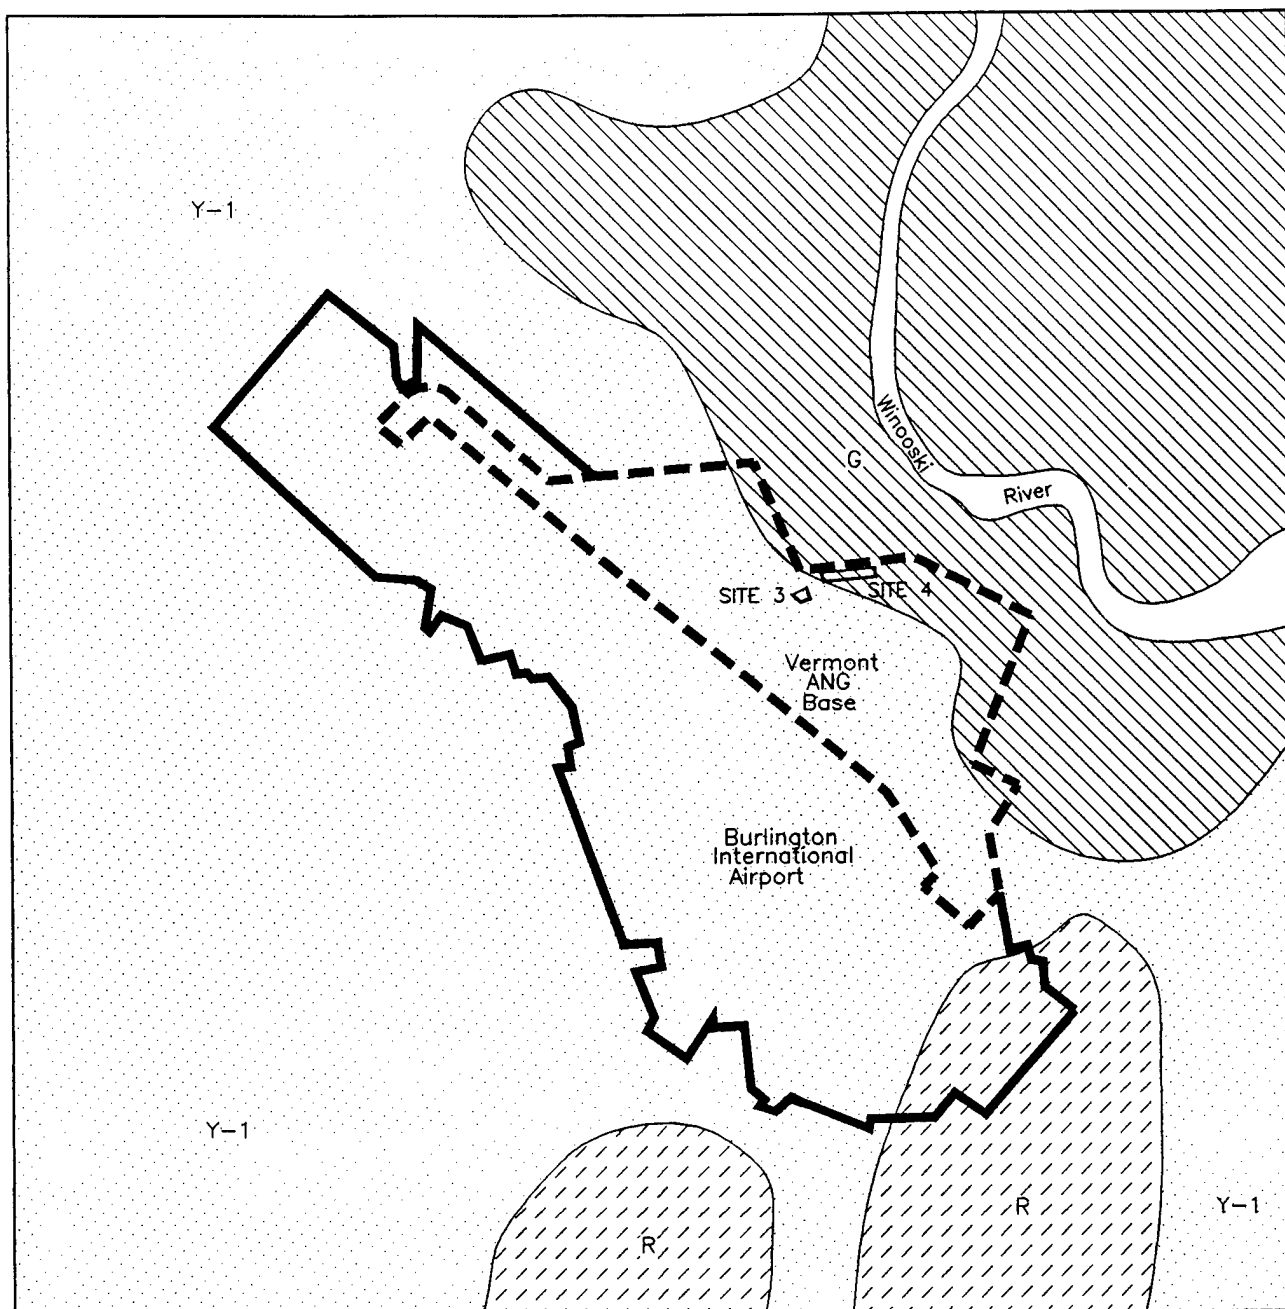 Y-1
Winooski
G
River
SITE 3
SITE 4
Vermont
ANG
Base
Burlington
International
Airport
Y-1
R
Y-1
R